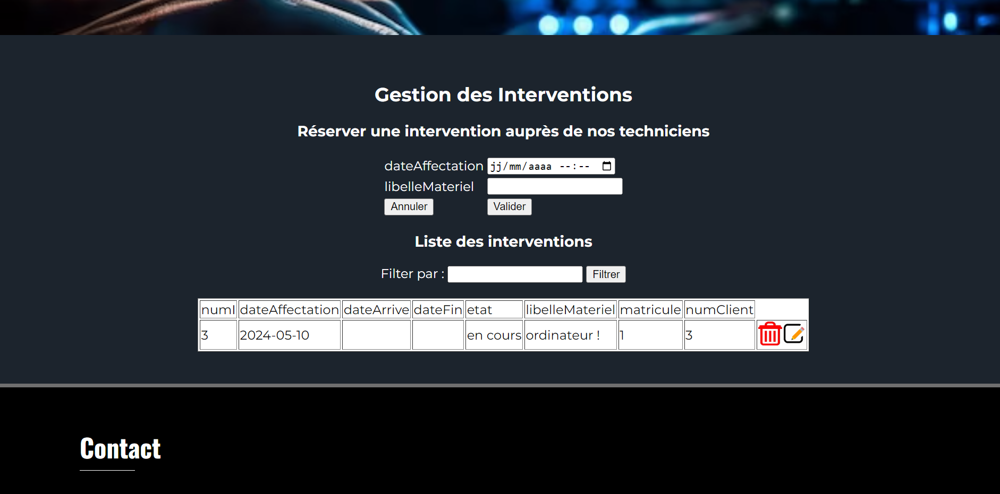 Gestion des Interventions
Réserver une intervention auprès de nos techniciens
dateAffectation jj/mm/aaaa --:--
libelleMateriel
Annuler Valider
Liste des interventions
Filter par : Filtrer
numI dateAffectation dateArrive dateFin etat libelleMateriel matricule numClient
3 2024-05-10 en cours ordinateur ! 1 3
Contact